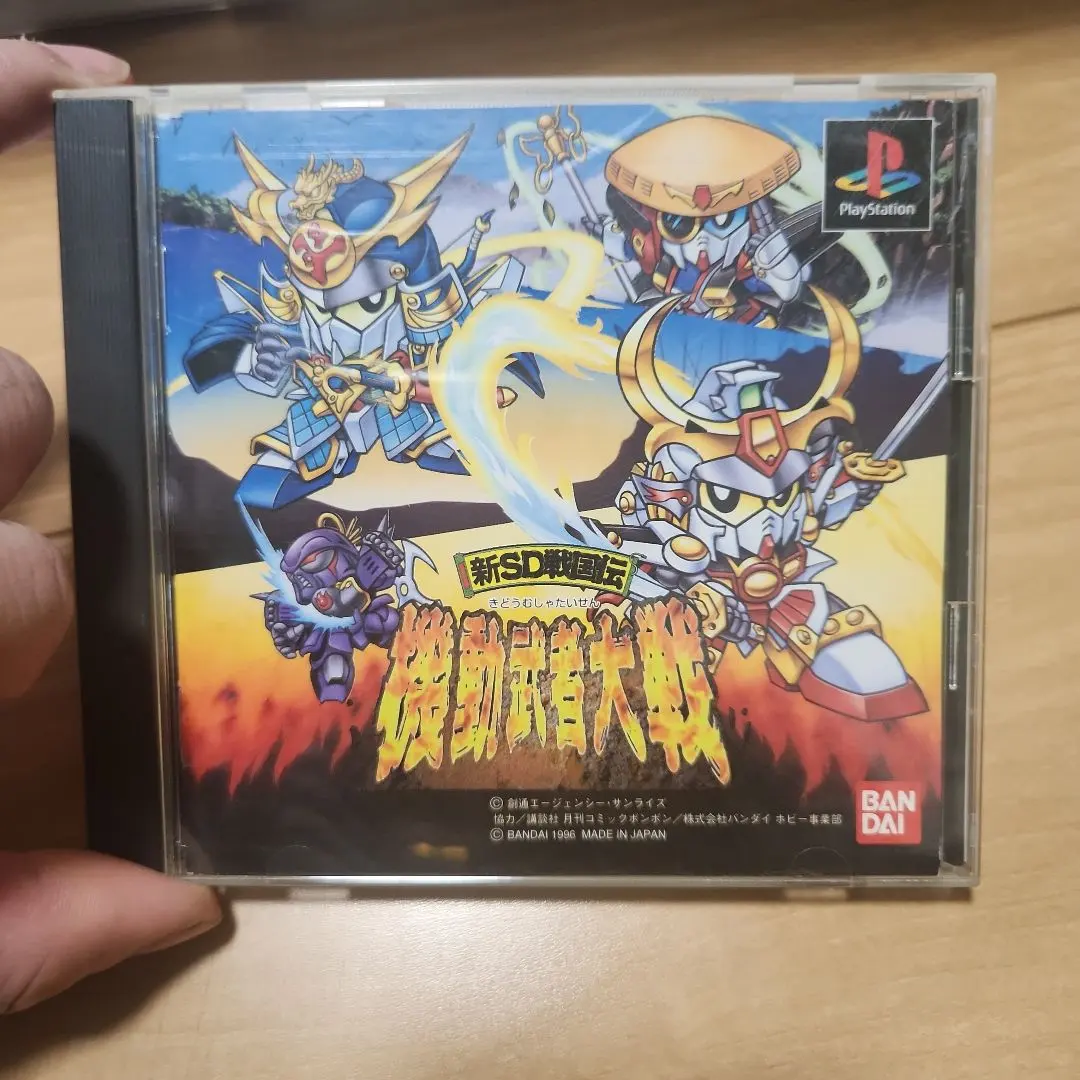 PlayStation
新SD戦国伝
きどうむしゃたいせん
機動武者大戦
© 創通エージェンシー・サンライズ
協力／講談社 月刊コミックボンボン／株式会社バンダイ ホビー事業部
© BANDAI 1996 MADE IN JAPAN
BAN
DAI